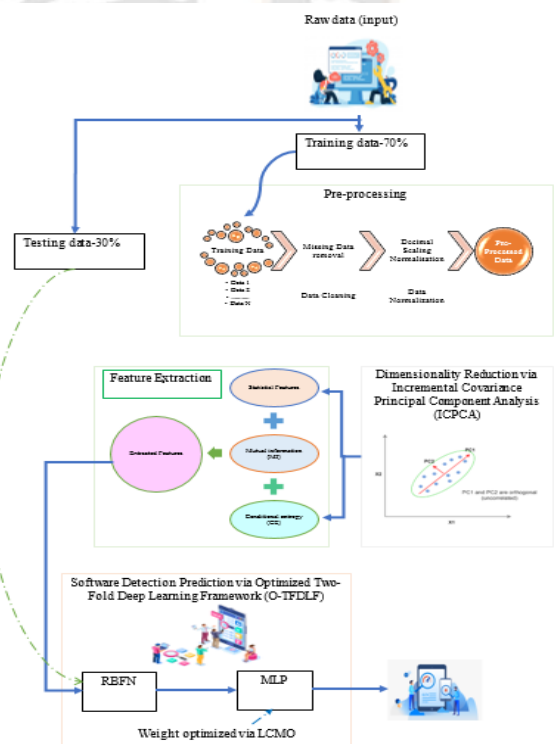 Raw data (input)
Training data-70%
Pre-processing
Testing data-30%
Training Data
• Data 1
• Data 2
• Data N
Missing Data
removal
Data Cleaning
Decimal
Scaling
Normalization
Data
Normalization
Pre-
Processed
Data
Feature Extraction
Statistical Features
Mutual information
(MI)
Conditional entropy
(CE)
Extracted Features
Dimensionality Reduction via
Incremental Covariance
Principal Component Analysis
(ICPCA)
PC1
PC2
X2
PC1 and PC2 are orthogonal
(uncorrelated)
X1
Software Detection Prediction via Optimized Two-
Fold Deep Learning Framework (O-TFDLF)
RBFN
MLP
Weight optimized via LCMO